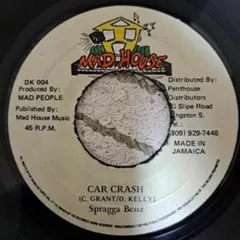 MAD HOUSE
DK 004
Produced By:
MAD PEOPLE
Published By:
Mad House Music
45 R.P.M.
Distributed By:
Penthouse
Distributors
Slipe Road
Kingston 5.
(809) 929-7446
MADE IN
JAMAICA
CAR CRASH
(C. GRANT/D. KELLY)
Spragga Benz